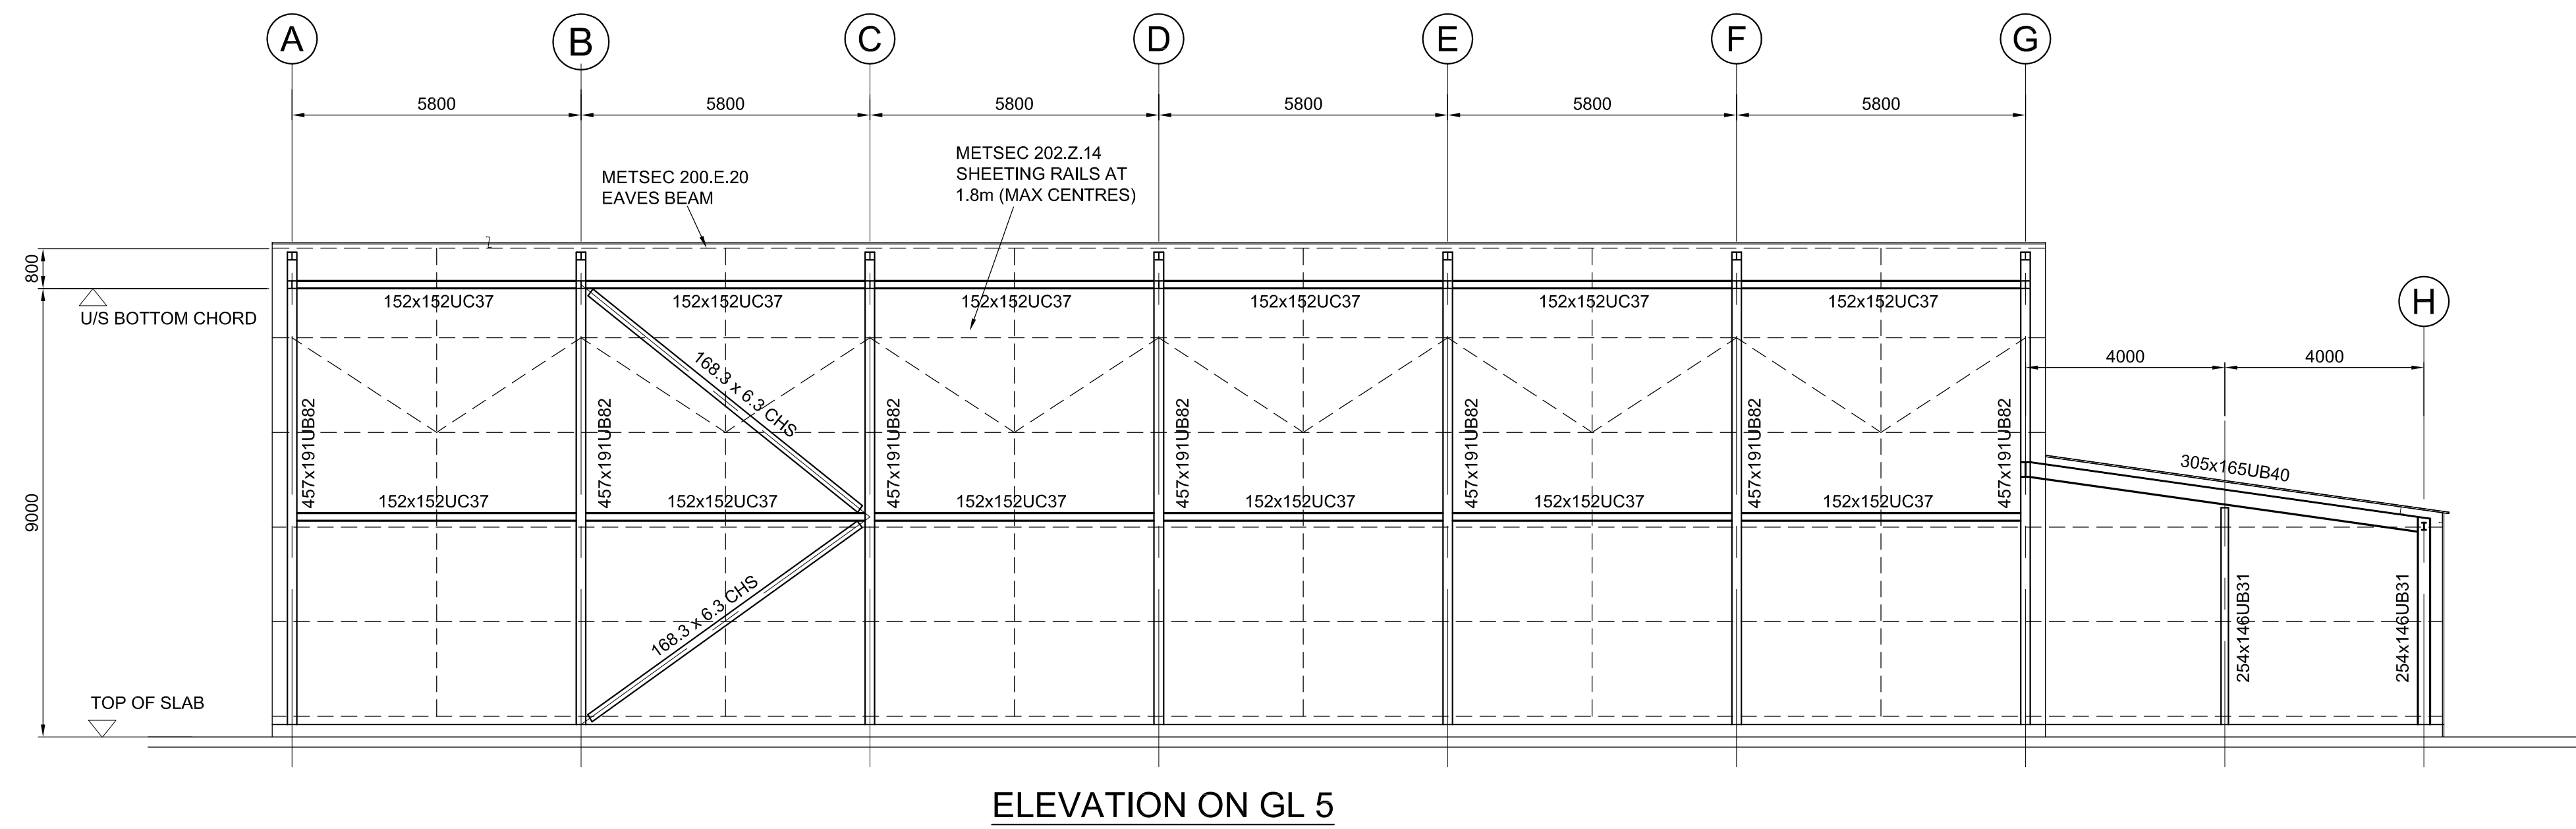 A
B
C
D
E
F
G
5800
5800
5800
5800
5800
5800
METSEC 202.Z.14
SHEETING RAILS AT
1.8m (MAX CENTRES)
METSEC 200.E.20
EAVES BEAM
800
U/S BOTTOM CHORD
152x152UC37
152x152UC37
152x152UC37
152x152UC37
152x152UC37
152x152UC37
H
4000
4000
168.3 x 6.3 CHS
457x191UB82
457x191UB82
457x191UB82
457x191UB82
457x191UB82
457x191UB82
457x191UB82
305x165UB40
9000
152x152UC37
152x152UC37
152x152UC37
152x152UC37
152x152UC37
152x152UC37
168.3 x 6.3 CHS
254x146UB31
254x146UB31
TOP OF SLAB
ELEVATION ON GL 5